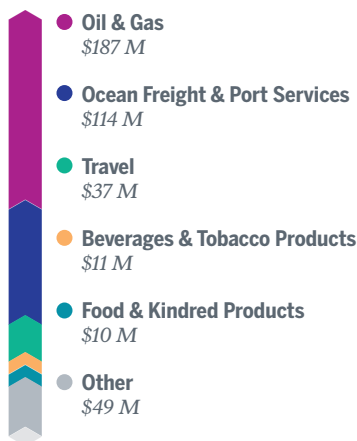 Oil & Gas
$187 M
Ocean Freight & Port Services
$114 M
Travel
$37 M
Beverages & Tobacco Products
$11 M
Food & Kindred Products
$10 M
Other
$49 M